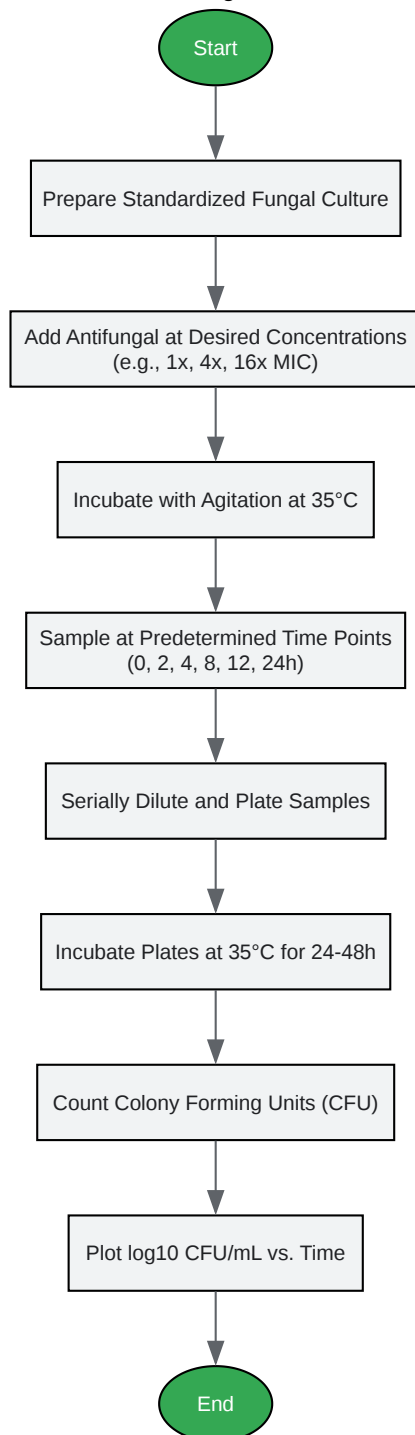 Start
Prepare Standardized Fungal Culture
Add Antifungal at Desired Concentrations
(e.g., 1x, 4x, 16x MIC)
Incubate with Agitation at 35°C
Sample at Predetermined Time Points
(0, 2, 4, 8, 12, 24h)
Serially Dilute and Plate Samples
Incubate Plates at 35°C for 24-48h
Count Colony Forming Units (CFU)
Plot log10 CFU/mL vs. Time
End